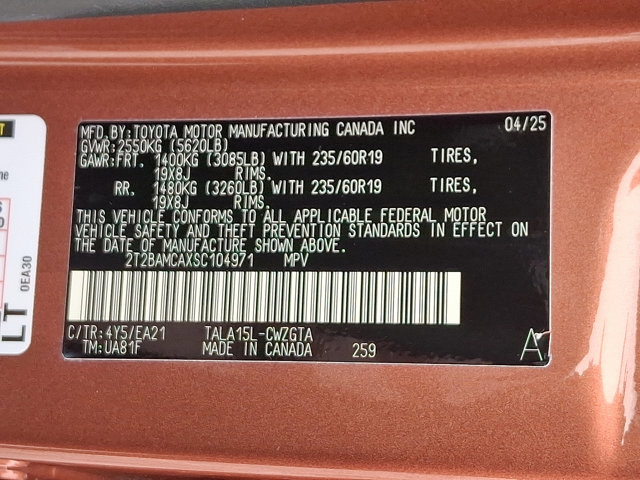 MFD.BY:TOYOTA MOTOR MANUFACTURING CANADA INC 04/25
GVWR:2550KG (5620LB)
GAWR:FRT. 1400KG (3085LB) WITH 235/60R19 TIRES,
19X8J RIMS.
RR. 1480KG (3260LB) WITH 235/60R19 TIRES,
19X8J RIMS.
THIS VEHICLE CONFORMS TO ALL APPLICABLE FEDERAL MOTOR
VEHICLE SAFETY AND THEFT PREVENTION STANDARDS IN EFFECT ON
THE DATE OF MANUFACTURE SHOWN ABOVE.
2T2BAMCAXSC104971 MPV
C/TR:4Y5/EA21 TALA15L-CWZGTA
TM:UA81F MADE IN CANADA 259
A
0EA30
LT